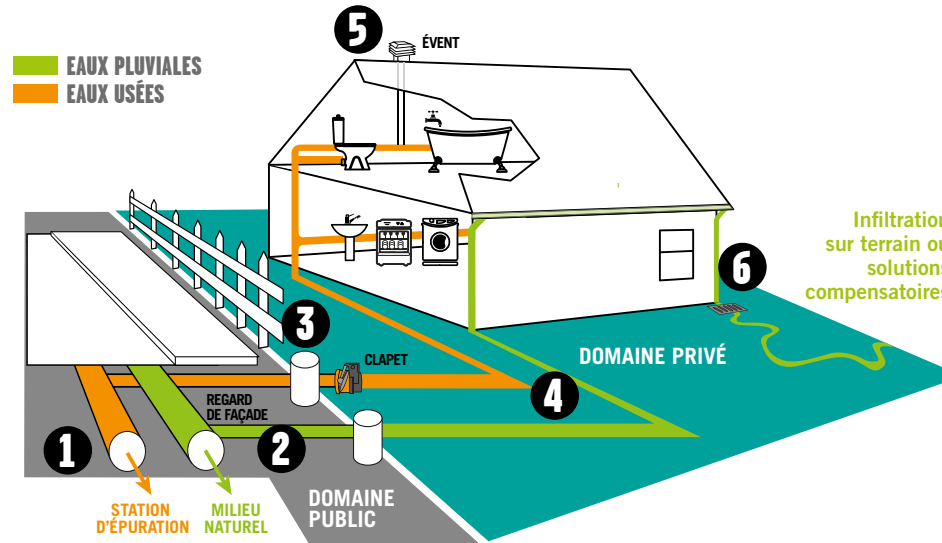 5
ÉVENT
EAUX PLUVIALES
EAUX USÉES
Infiltration
sur terrain ou
solutions
compensatoires
6
3
CLAPET
DOMAINE PRIVÉ
4
REGARD
DE FAÇADE
1
2
STATION
D'ÉPURATION
MILIEU
NATUREL
DOMAINE
PUBLIC